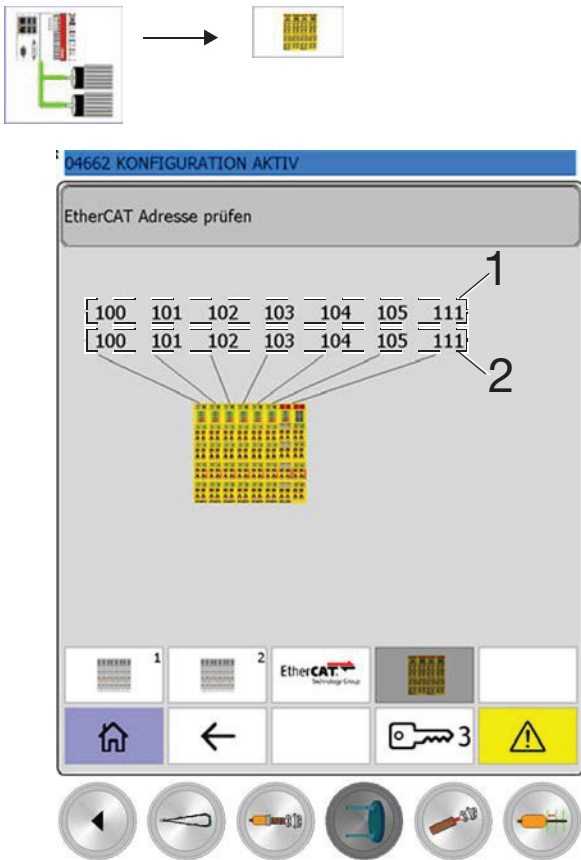 04662 KONFIGURATION AKTIV
EtherCAT Adresse prüfen
1
100 101 102 103 104 105 111
100 101 102 103 104 105 111
2
1
2
EtherCAT
Technology Group
3